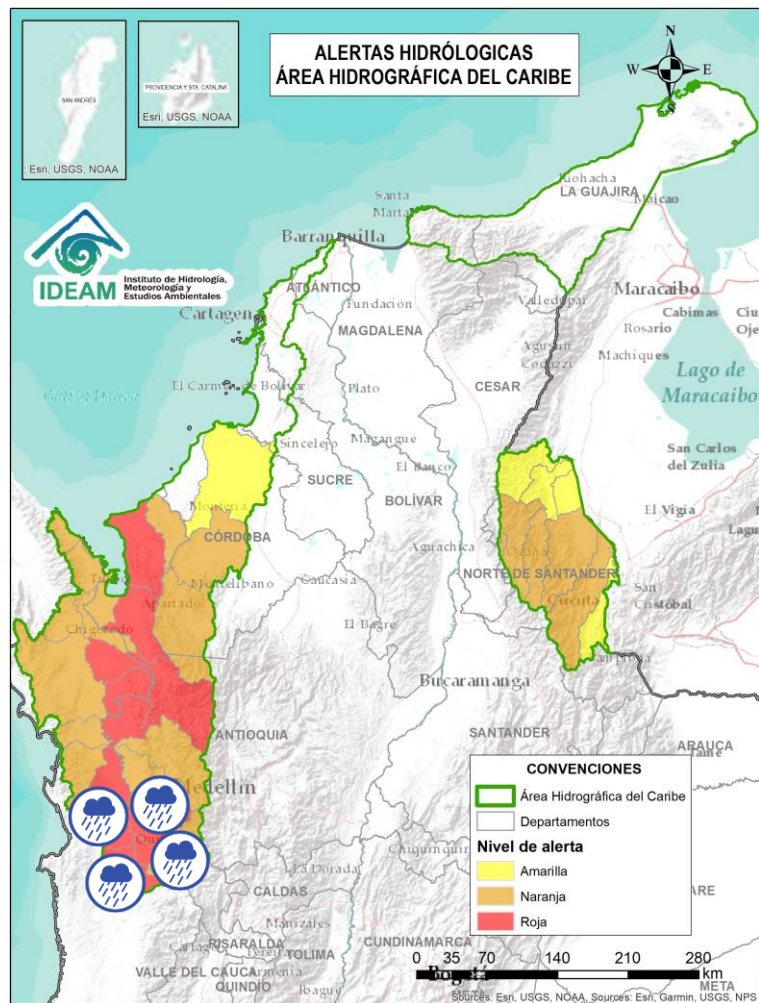 ALERTAS HIDRÓLOGICAS
ÁREA HIDROGRÁFICA DEL CARIBE
SAN ANDRÉS
Esri, USGS, NOAA
PROVIDENCIA Y STA. CATALINA
Esri, USGS, NOAA
N
W
E
S
IDEAM
Instituto de Hidrología,
Meteorología y
Estudios Ambientales
Riohacha
LA GUAJIRA
Maicao
Santa
Marta
Barranquilla
ATLÁNTICO
Fundación
Valledupar
Maracaibo
Cartagena
MAGDALENA
Cabimas
Rosario
Agustín
Codazzi
Machiques
El Carmen de Bolívar
Plato
CESAR
Lago de
Maracaibo
Sincelejo
Magangue
San Carlos
del Zulia
SUCRE
El Banco
BOLÍVAR
Montería
El Vigía
CÓRDOBA
Aguachica
Ocaña
NORTE DE SANTANDER
Montelibano
Caucasia
Apartado
Cúcuta
San
Cristóbal
El Bagre
Pamplona
Bucaramanga
ANTIOQUIA
SANTANDER
ARAUCA
Medellín
La Dorada
CALDAS
Manizales
RISARALDA
TOLIMA
CUNDINAMARCA
VALLE DEL CAUCA
Armenia
QUINDÍO
Ibague
Bogotá
META
CONVENCIONES
Área Hidrográfica del Caribe
Departamentos
Nivel de alerta
Amarilla
Naranja
Roja
0 35 70 140 210 280
km
Sources: Esri, USGS, NOAA, Sources: Esri, Garmin, USGS, NPS